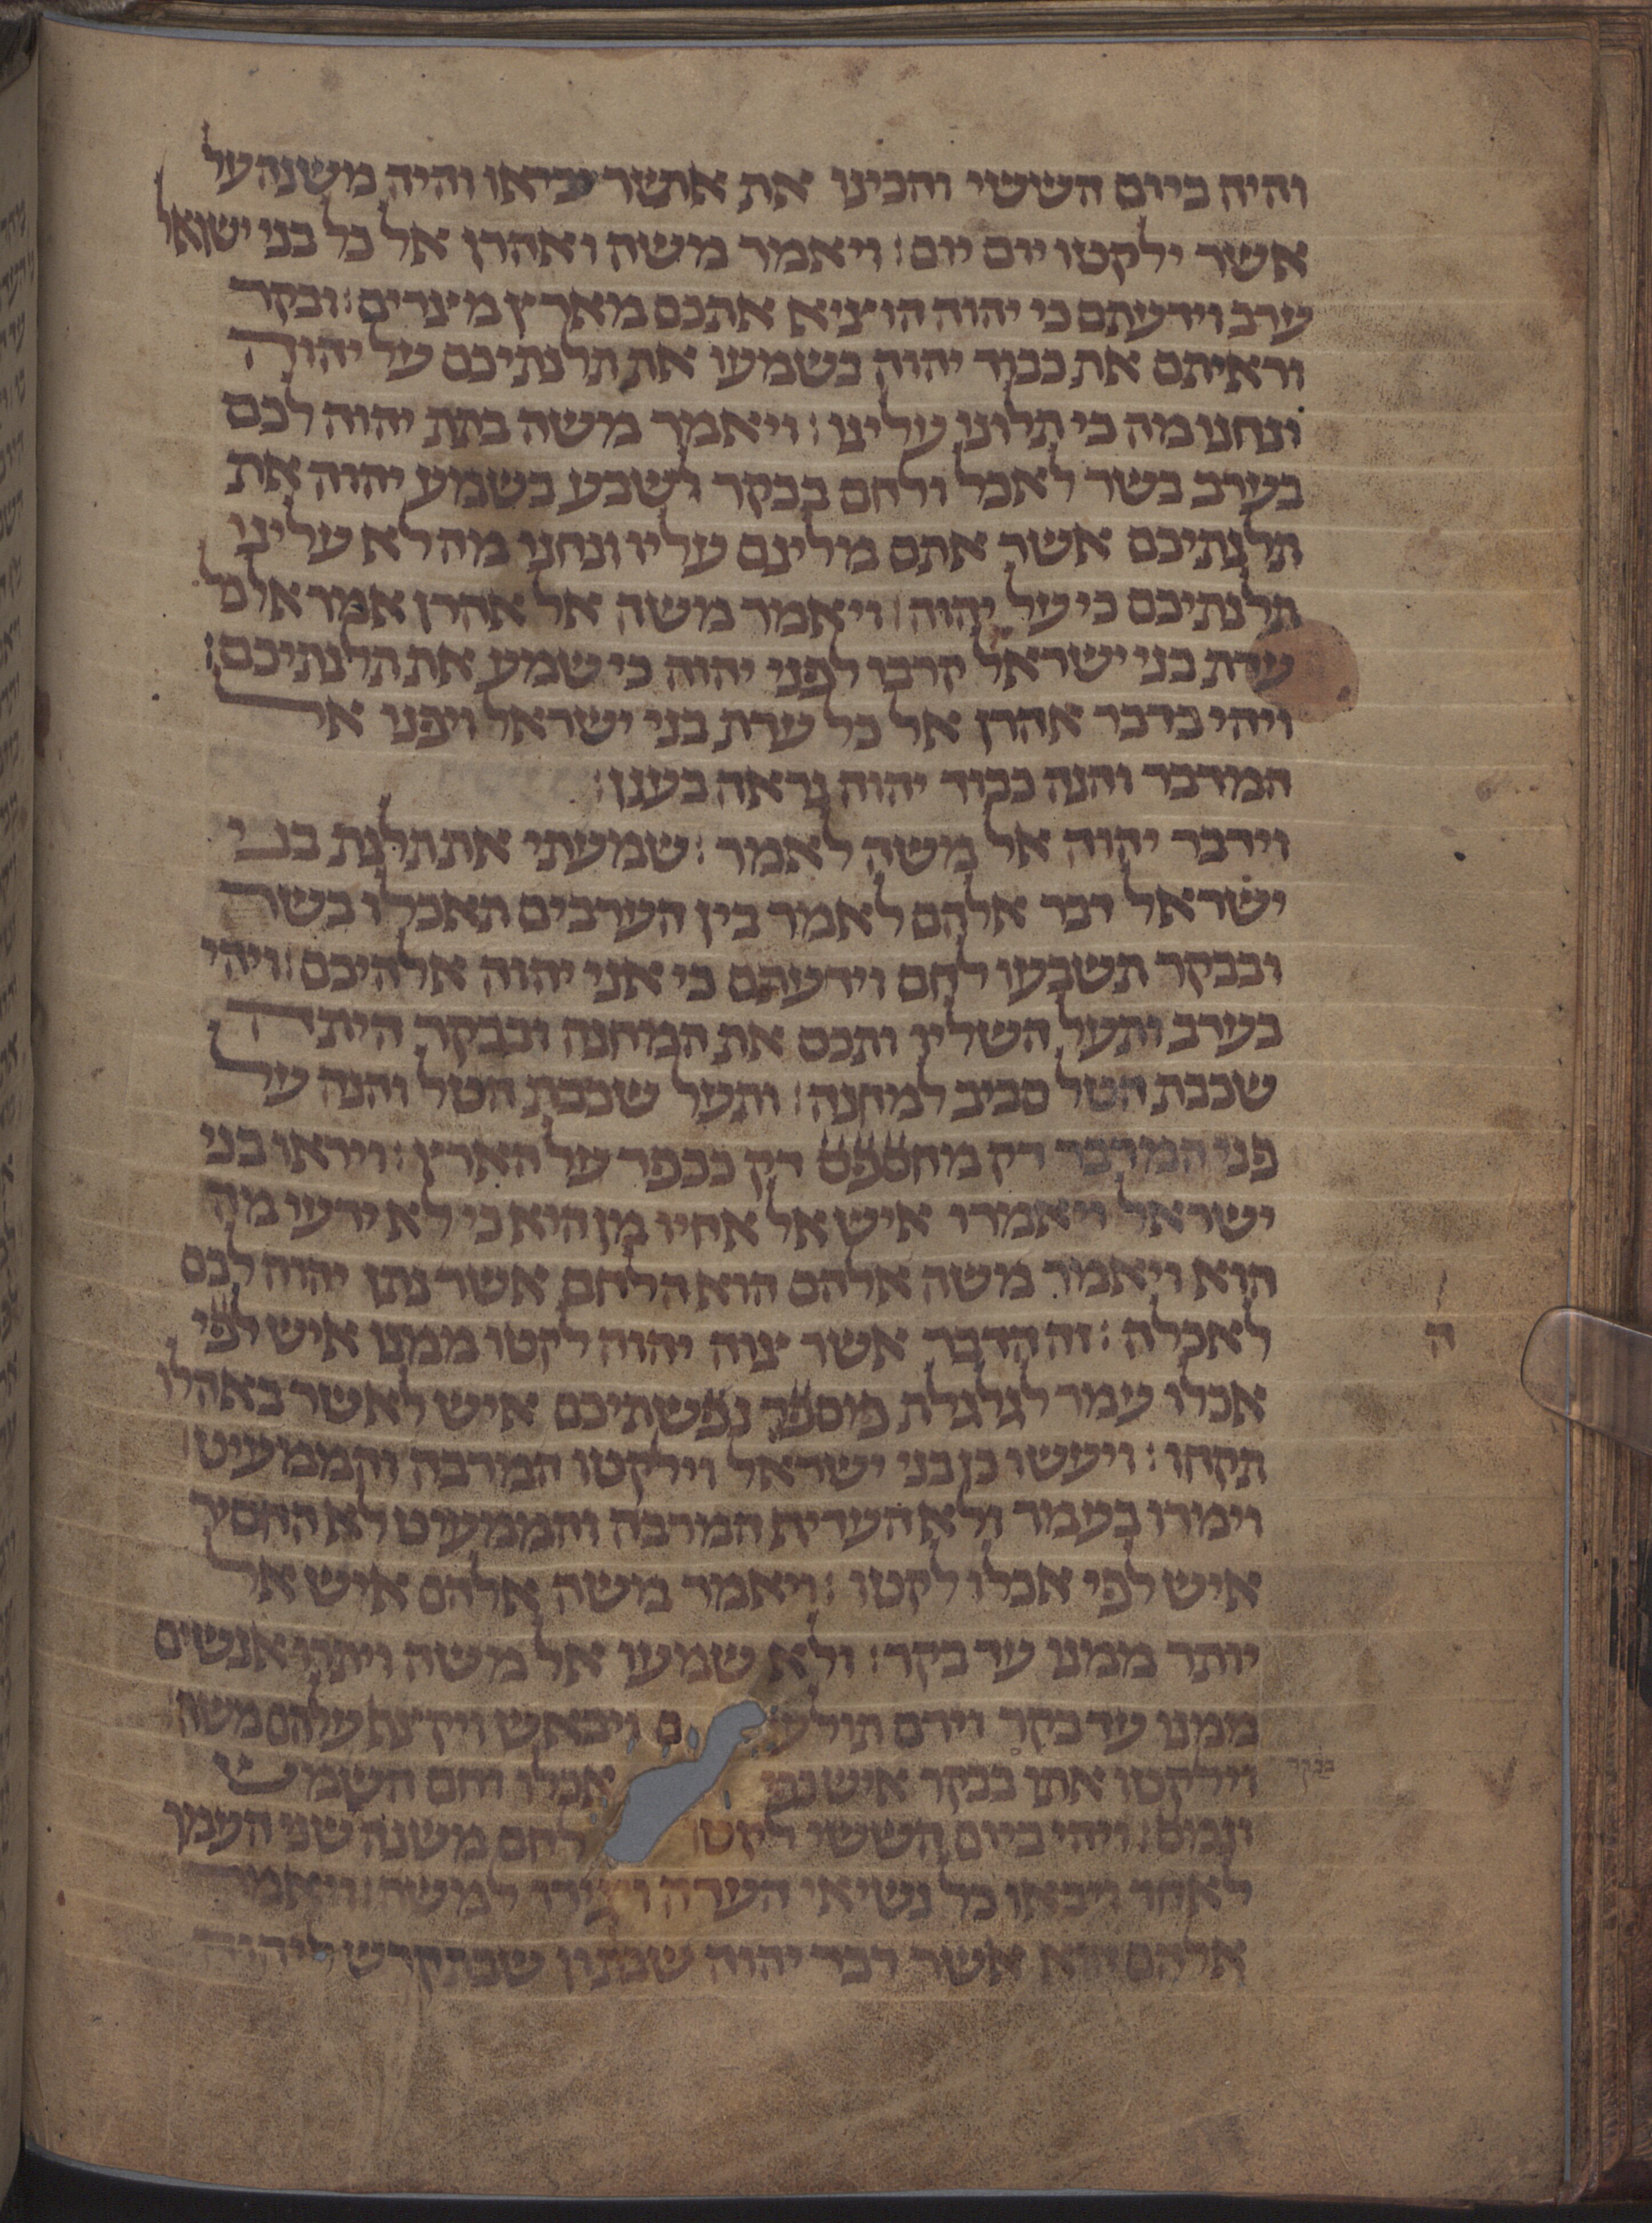 והיה ביום הששי והכינו את אשר יביאו והיה משנה על
אשר ילקטו יום יום׃ ויאמר משה ואהרן אל כל בני ישראל
ערב וידעתם כי יהוה הוציא אתכם מארץ מצרים׃ ובקר
וראיתם את כבוד יהוה בשמעו את תלנתיכם על יהוה
ונחנו מה כי תלונו עלינו׃ ויאמר משה בתת יהוה לכם
בערב בשר לאכל ולחם בבקר לשבע בשמע יהוה את
תלנתיכם אשר אתם מלינם עליו ונחנו מה לא עלינו
תלנתיכם כי על יהוה׃ ויאמר משה אל אהרן אמר אל כל
עדת בני ישראל קרבו לפני יהוה כי שמע את תלנתיכם׃
ויהי כדבר אהרן אל כל עדת בני ישראל ויפנו אל
המדבר והנה כבוד יהוה נראה בענן׃
וידבר יהוה אל משה לאמר׃ שמעתי את תלונת בני
ישראל דבר אלהם לאמר בין הערבים תאכלו בשר
ובבקר תשבעו לחם וידעתם כי אני יהוה אלהיכם׃ ויהי
בערב ותעל השליו ותכס את המחנה ובבקר היתה
שכבת הטל סביב למחנה׃ ותעל שכבת הטל והנה על
פני המדבר דק מחספס דק ככפר על הארץ׃ ויראו בני
ישראל ויאמרו איש אל אחיו מן הוא כי לא ידעו מה
הוא ויאמר משה אלהם הוא הלחם אשר נתן יהוה לכם
לאכלה׃ זה הדבר אשר צוה יהוה לקטו ממנו איש לפי
ה
אכלו עמר לגלגלת מספר נפשתיכם איש לאשר באהלו
תקחו׃ ויעשו כן בני ישראל וילקטו המרבה והממעיט׃
וימדו בעמר ולא העדיף המרבה והממעיט לא החסיר
איש לפי אכלו לקטו׃ ויאמר משה אלהם איש אל
יותר ממנו עד בקר׃ ולא שמעו אל משה ויתרו אנשים
ממנו עד בקר וירם תולע ם ויבאש ויקצף עלהם משה׃
וילקטו אתו בבקר איש כפי אכלו וחם השמש
בבקר
ונמס׃ ויהי ביום הששי לקטו לחם משנה שני העמר
לאחד ויבאו כל נשיאי העדה ויגידו למשה׃ ויאמר
אלהם הוא אשר דבר יהוה שבתון שבת קדש ליהוה